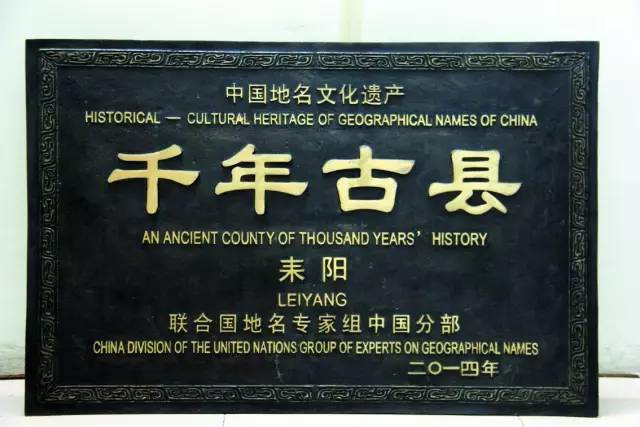 中国地名文化遗产
HISTORICAL — CULTURAL HERITAGE OF GEOGRAPHICAL NAMES OF CHINA
千年古县
AN ANCIENT COUNTY OF THOUSAND YEARS' HISTORY
耒阳
LEIYANG
联合国地名专家组中国分部
CHINA DIVISION OF THE UNITED NATIONS GROUP OF EXPERTS ON GEOGRAPHICAL NAMES
二〇一四年